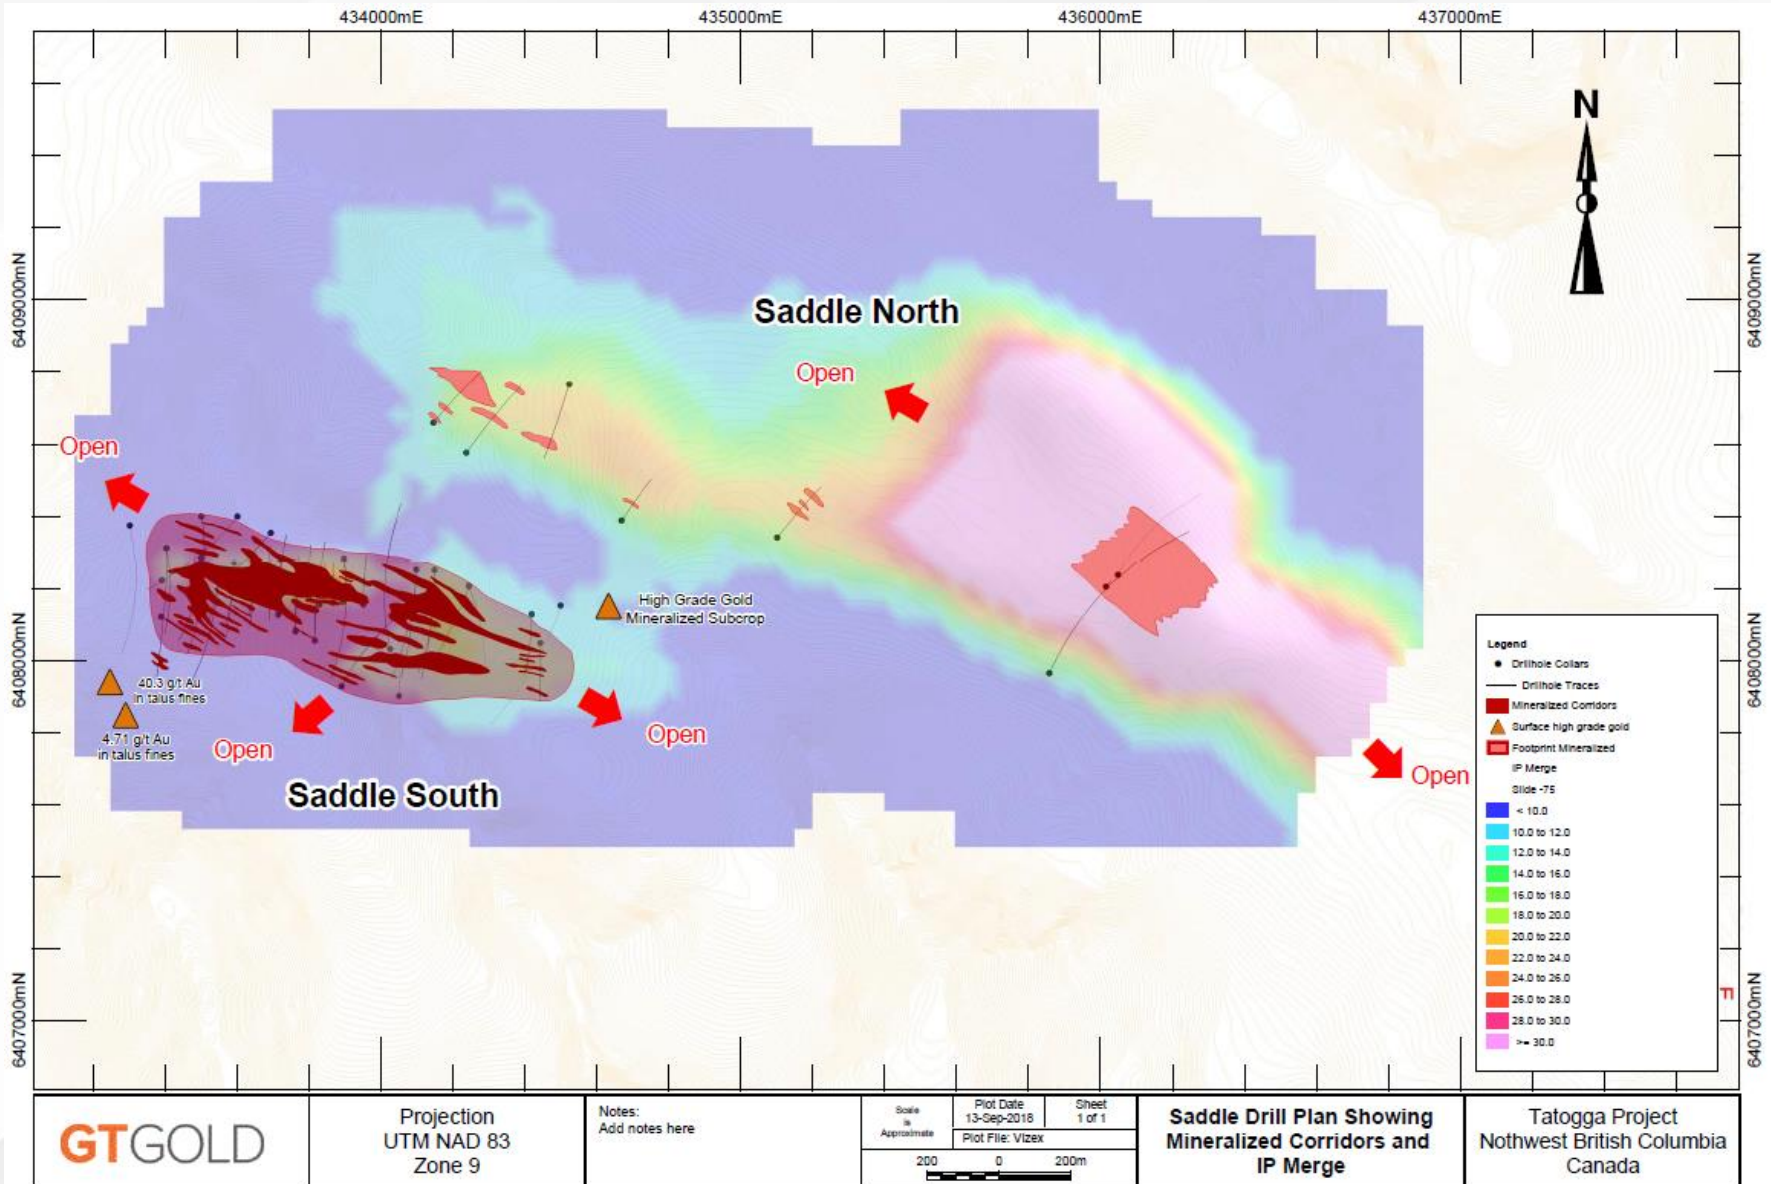 434000mE
435000mE
436000mE
437000mE
N
6409000mN
6409000mN
Saddle North
Open
Open
High Grade Gold
Mineralized Subcrop
6408000mN
6408000mN
40.3 g/t Au
in talus fines
4.71 g/t Au
in talus fines
Open
Open
Open
Saddle South
Legend
Drillhole Collars
Drillhole Traces
Mineralized Corridors
Surface high grade gold
Footprint Mineralized
IP Merge
Slide -75
< 10.0
10.0 to 12.0
12.0 to 14.0
14.0 to 16.0
16.0 to 18.0
18.0 to 20.0
20.0 to 22.0
22.0 to 24.0
24.0 to 26.0
26.0 to 28.0
28.0 to 30.0
>= 30.0
F
6407000mN
6407000mN
GTGOLD
Projection
UTM NAD 83
Zone 9
Notes:
Add notes here
Scale
is
Approximate
Plot Date
13-Sep-2018
Sheet
1 of 1
Plot File: Vizex
200 0 200m
Saddle Drill Plan Showing
Mineralized Corridors and
IP Merge
Tatogga Project
Nothwest British Columbia
Canada